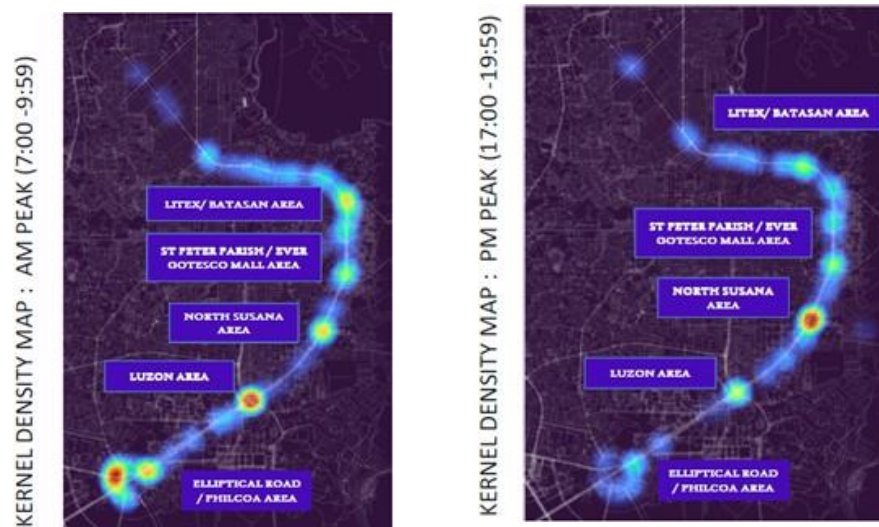 KERNEL DENSITY MAP : AM PEAK (7:00 -9:59)
LITEX/ BATASAN AREA
ST PETER PARISH / EVER
GOTESCO MALL AREA
NORTH SUSANA
AREA
LUZON AREA
ELLIPTICAL ROAD
/PHILCOA AREA
KERNEL DENSITY MAP : PM PEAK (17:00 -19:59)
LITEX/ BATASAN AREA
ST PETER PARISH / EVER
GOTESCO MALL AREA
NORTH SUSANA
AREA
LUZON AREA
ELLIPTICAL ROAD
/PHILCOA AREA